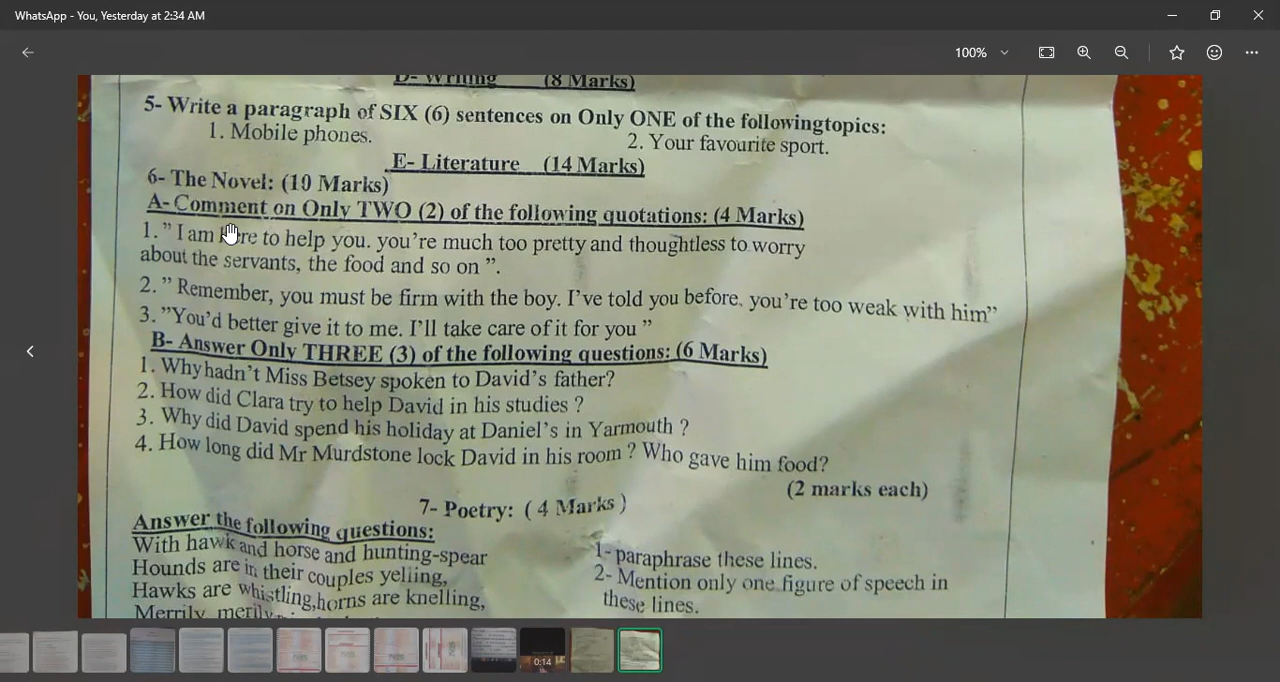 WhatsApp - You, Yesterday at 2:34 AM
100%
D- Writing (8 Marks)
5- Write a paragraph of SIX (6) sentences on Only ONE of the followingtopics:
1. Mobile phones. 2. Your favourite sport.
E- Literature (14 Marks)
6- The Novel: (10 Marks)
A- Comment on Only TWO (2) of the following quotations: (4 Marks)
1. ” I am here to help you. you’re much too pretty and thoughtless to worry
about the servants, the food and so on ”.
2. ” Remember, you must be firm with the boy. I’ve told you before. you’re too weak with him”
3. ”You’d better give it to me. I’ll take care of it for you ”
B- Answer Only THREE (3) of the following questions: (6 Marks)
1. Why hadn’t Miss Betsey spoken to David’s father?
2. How did Clara try to help David in his studies ?
3. Why did David spend his holiday at Daniel’s in Yarmouth ?
4. How long did Mr Murdstone lock David in his room ? Who gave him food?
(2 marks each)
7- Poetry: ( 4 Marks )
Answer the following questions:
With hawk and horse and hunting-spear
Hounds are in their couples yelling,
Hawks are whistling,horns are knelling,
Merrily, merily
1- paraphrase these lines.
2- Mention only one figure of speech in
these lines.
0:14